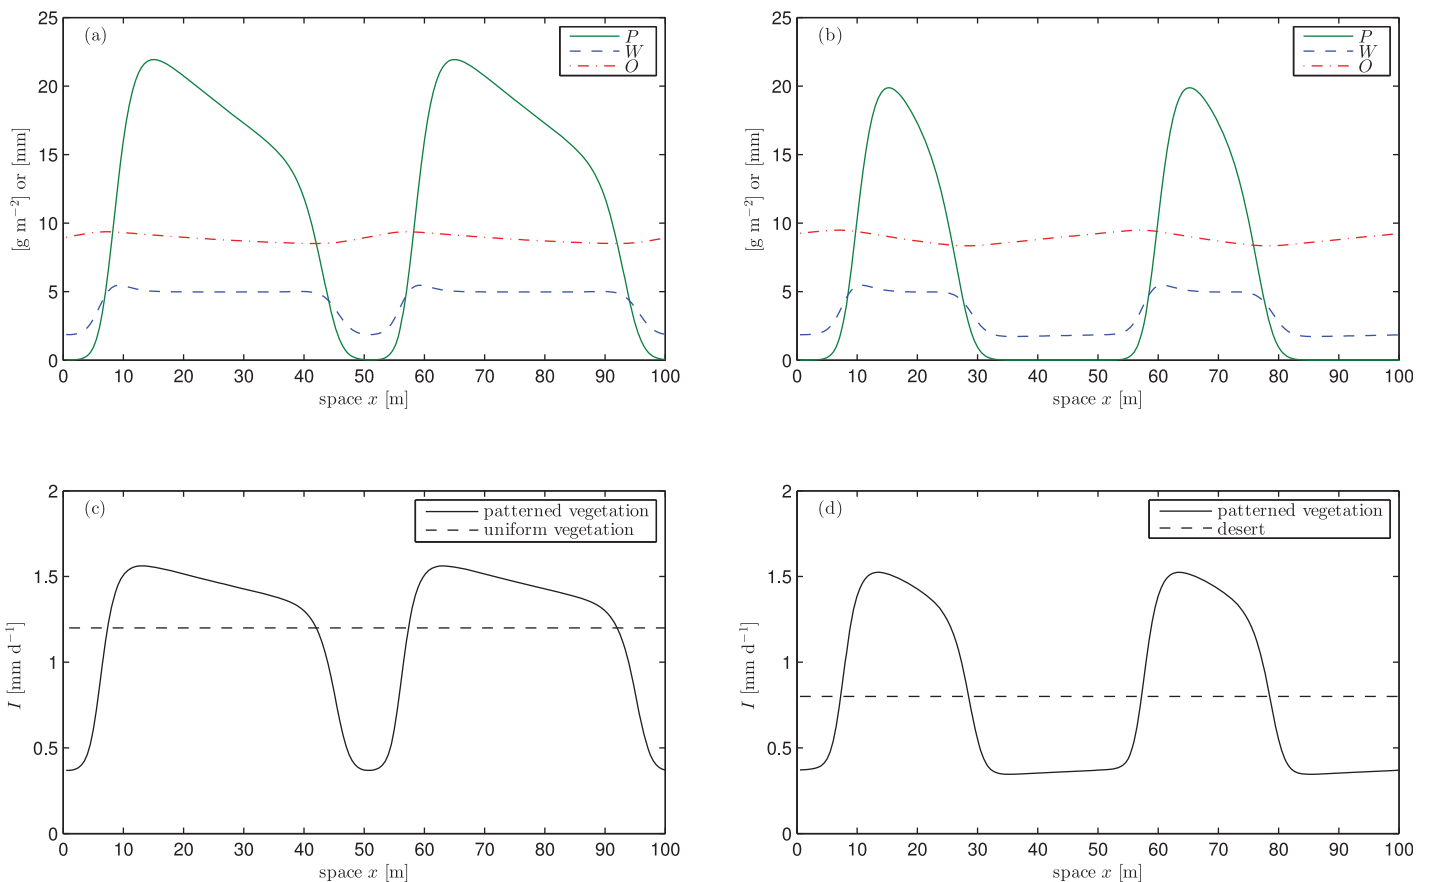 (a)
P
W
O
25
20
15
10
5
0
[g m⁻²] or [mm]
0 10 20 30 40 50 60 70 80 90 100
space x [m]
(b)
P
W
O
25
20
15
10
5
0
[g m⁻²] or [mm]
0 10 20 30 40 50 60 70 80 90 100
space x [m]
(c)
patterned vegetation
uniform vegetation
2
1.5
1
0.5
0
I [mm d⁻¹]
0 10 20 30 40 50 60 70 80 90 100
space x [m]
(d)
patterned vegetation
desert
2
1.5
1
0.5
0
I [mm d⁻¹]
0 10 20 30 40 50 60 70 80 90 100
space x [m]